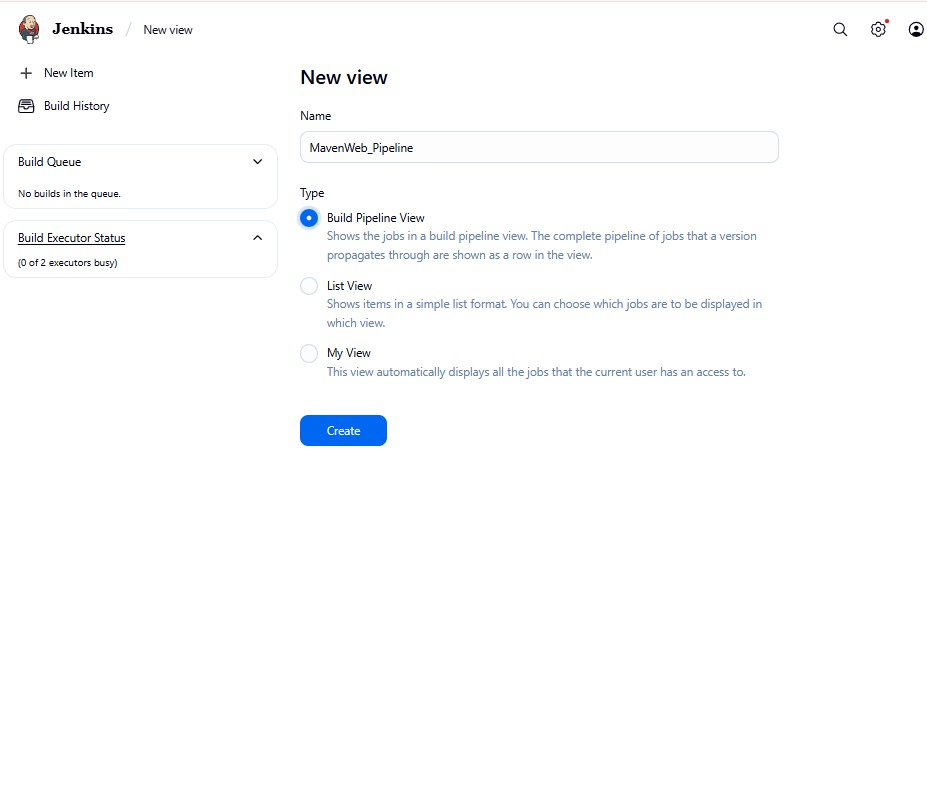 Jenkins / New view
New Item
Build History
Build Queue
No builds in the queue.
Build Executor Status
(0 of 2 executors busy)
New view
Name
MavenWeb_Pipeline
Type
Build Pipeline View
Shows the jobs in a build pipeline view. The complete pipeline of jobs that a version
propagates through are shown as a row in the view.
List View
Shows items in a simple list format. You can choose which jobs are to be displayed in
which view.
My View
This view automatically displays all the jobs that the current user has an access to.
Create